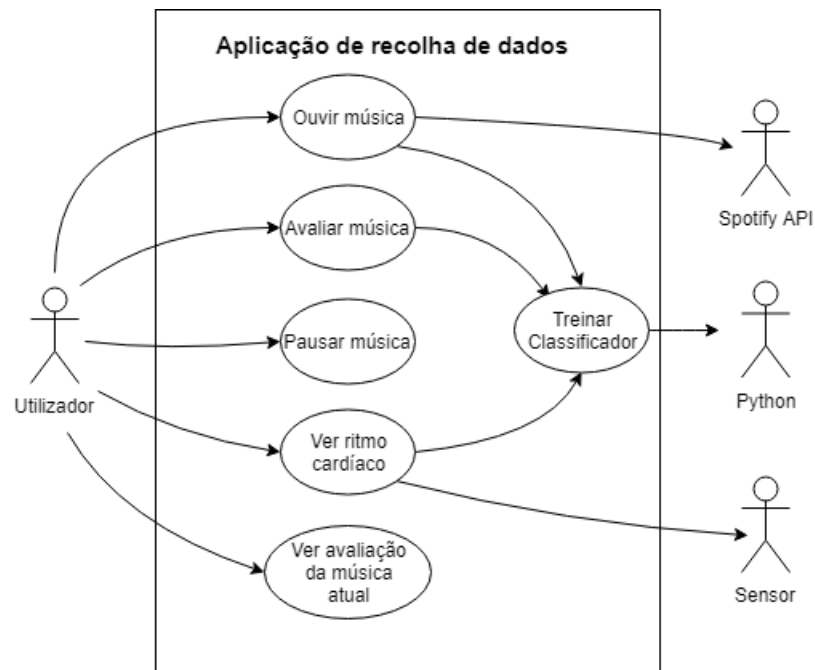 Aplicação de recolha de dados
Ouvir música
Spotify API
Avaliar música
Treinar
Classificador
Pausar música
Utilizador
Python
Ver ritmo
cardíaco
Ver avaliação
da música
atual
Sensor